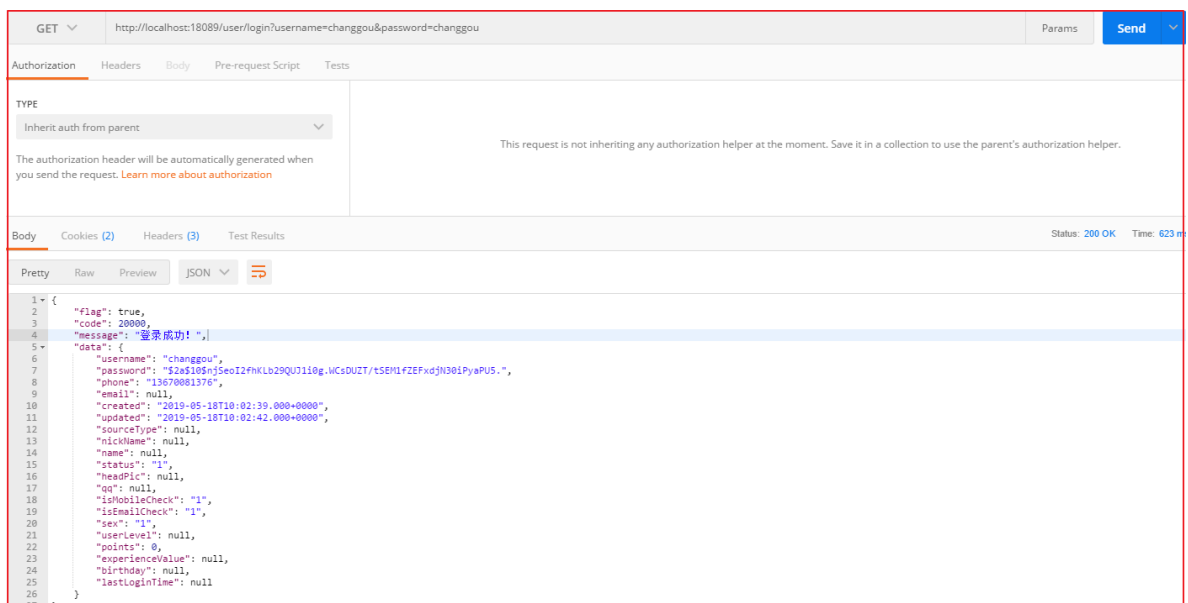 GET http://localhost:18089/user/login?username=changgou&password=changgou Params Send
Authorization Headers Body Pre-request Script Tests
TYPE
Inherit auth from parent
The authorization header will be automatically generated when
you send the request. Learn more about authorization
This request is not inheriting any authorization helper at the moment. Save it in a collection to use the parent's authorization helper.
Body Cookies (2) Headers (3) Test Results Status: 200 OK Time: 623 m
Pretty Raw Preview JSON
1 {
2 "flag": true,
3 "code": 20000,
4 "message": "登录成功！",
5 "data": {
6 "username": "changgou",
7 "password": "$2a$10$njSeoI2fhKLb29QUJ1i0g.WCsDUZT/tSEM1fZEFxdjN30iPyaPU5.",
8 "phone": "13670081376",
9 "email": null,
10 "created": "2019-05-18T10:02:39.000+0000",
11 "updated": "2019-05-18T10:02:42.000+0000",
12 "sourceType": null,
13 "nickName": null,
14 "name": null,
15 "status": "1",
16 "headPic": null,
17 "qq": null,
18 "isMobileCheck": "1",
19 "isEmailCheck": "1",
20 "sex": "1",
21 "userLevel": null,
22 "points": 0,
23 "experienceValue": null,
24 "birthday": null,
25 "lastLoginTime": null
26 }